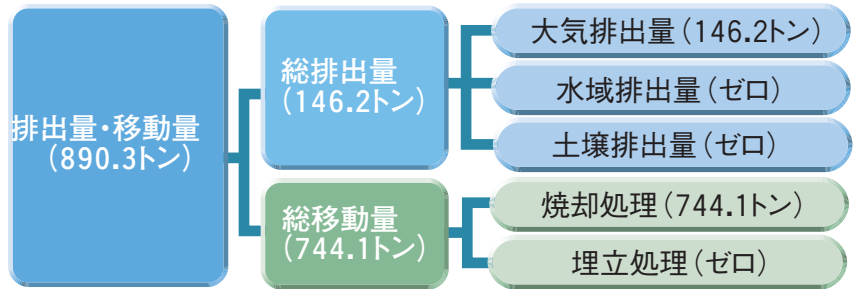 排出量・移動量
(890.3トン)
総排出量
(146.2トン)
大気排出量(146.2トン)
水域排出量(ゼロ)
土壌排出量(ゼロ)
総移動量
(744.1トン)
焼却処理(744.1トン)
埋立処理(ゼロ)